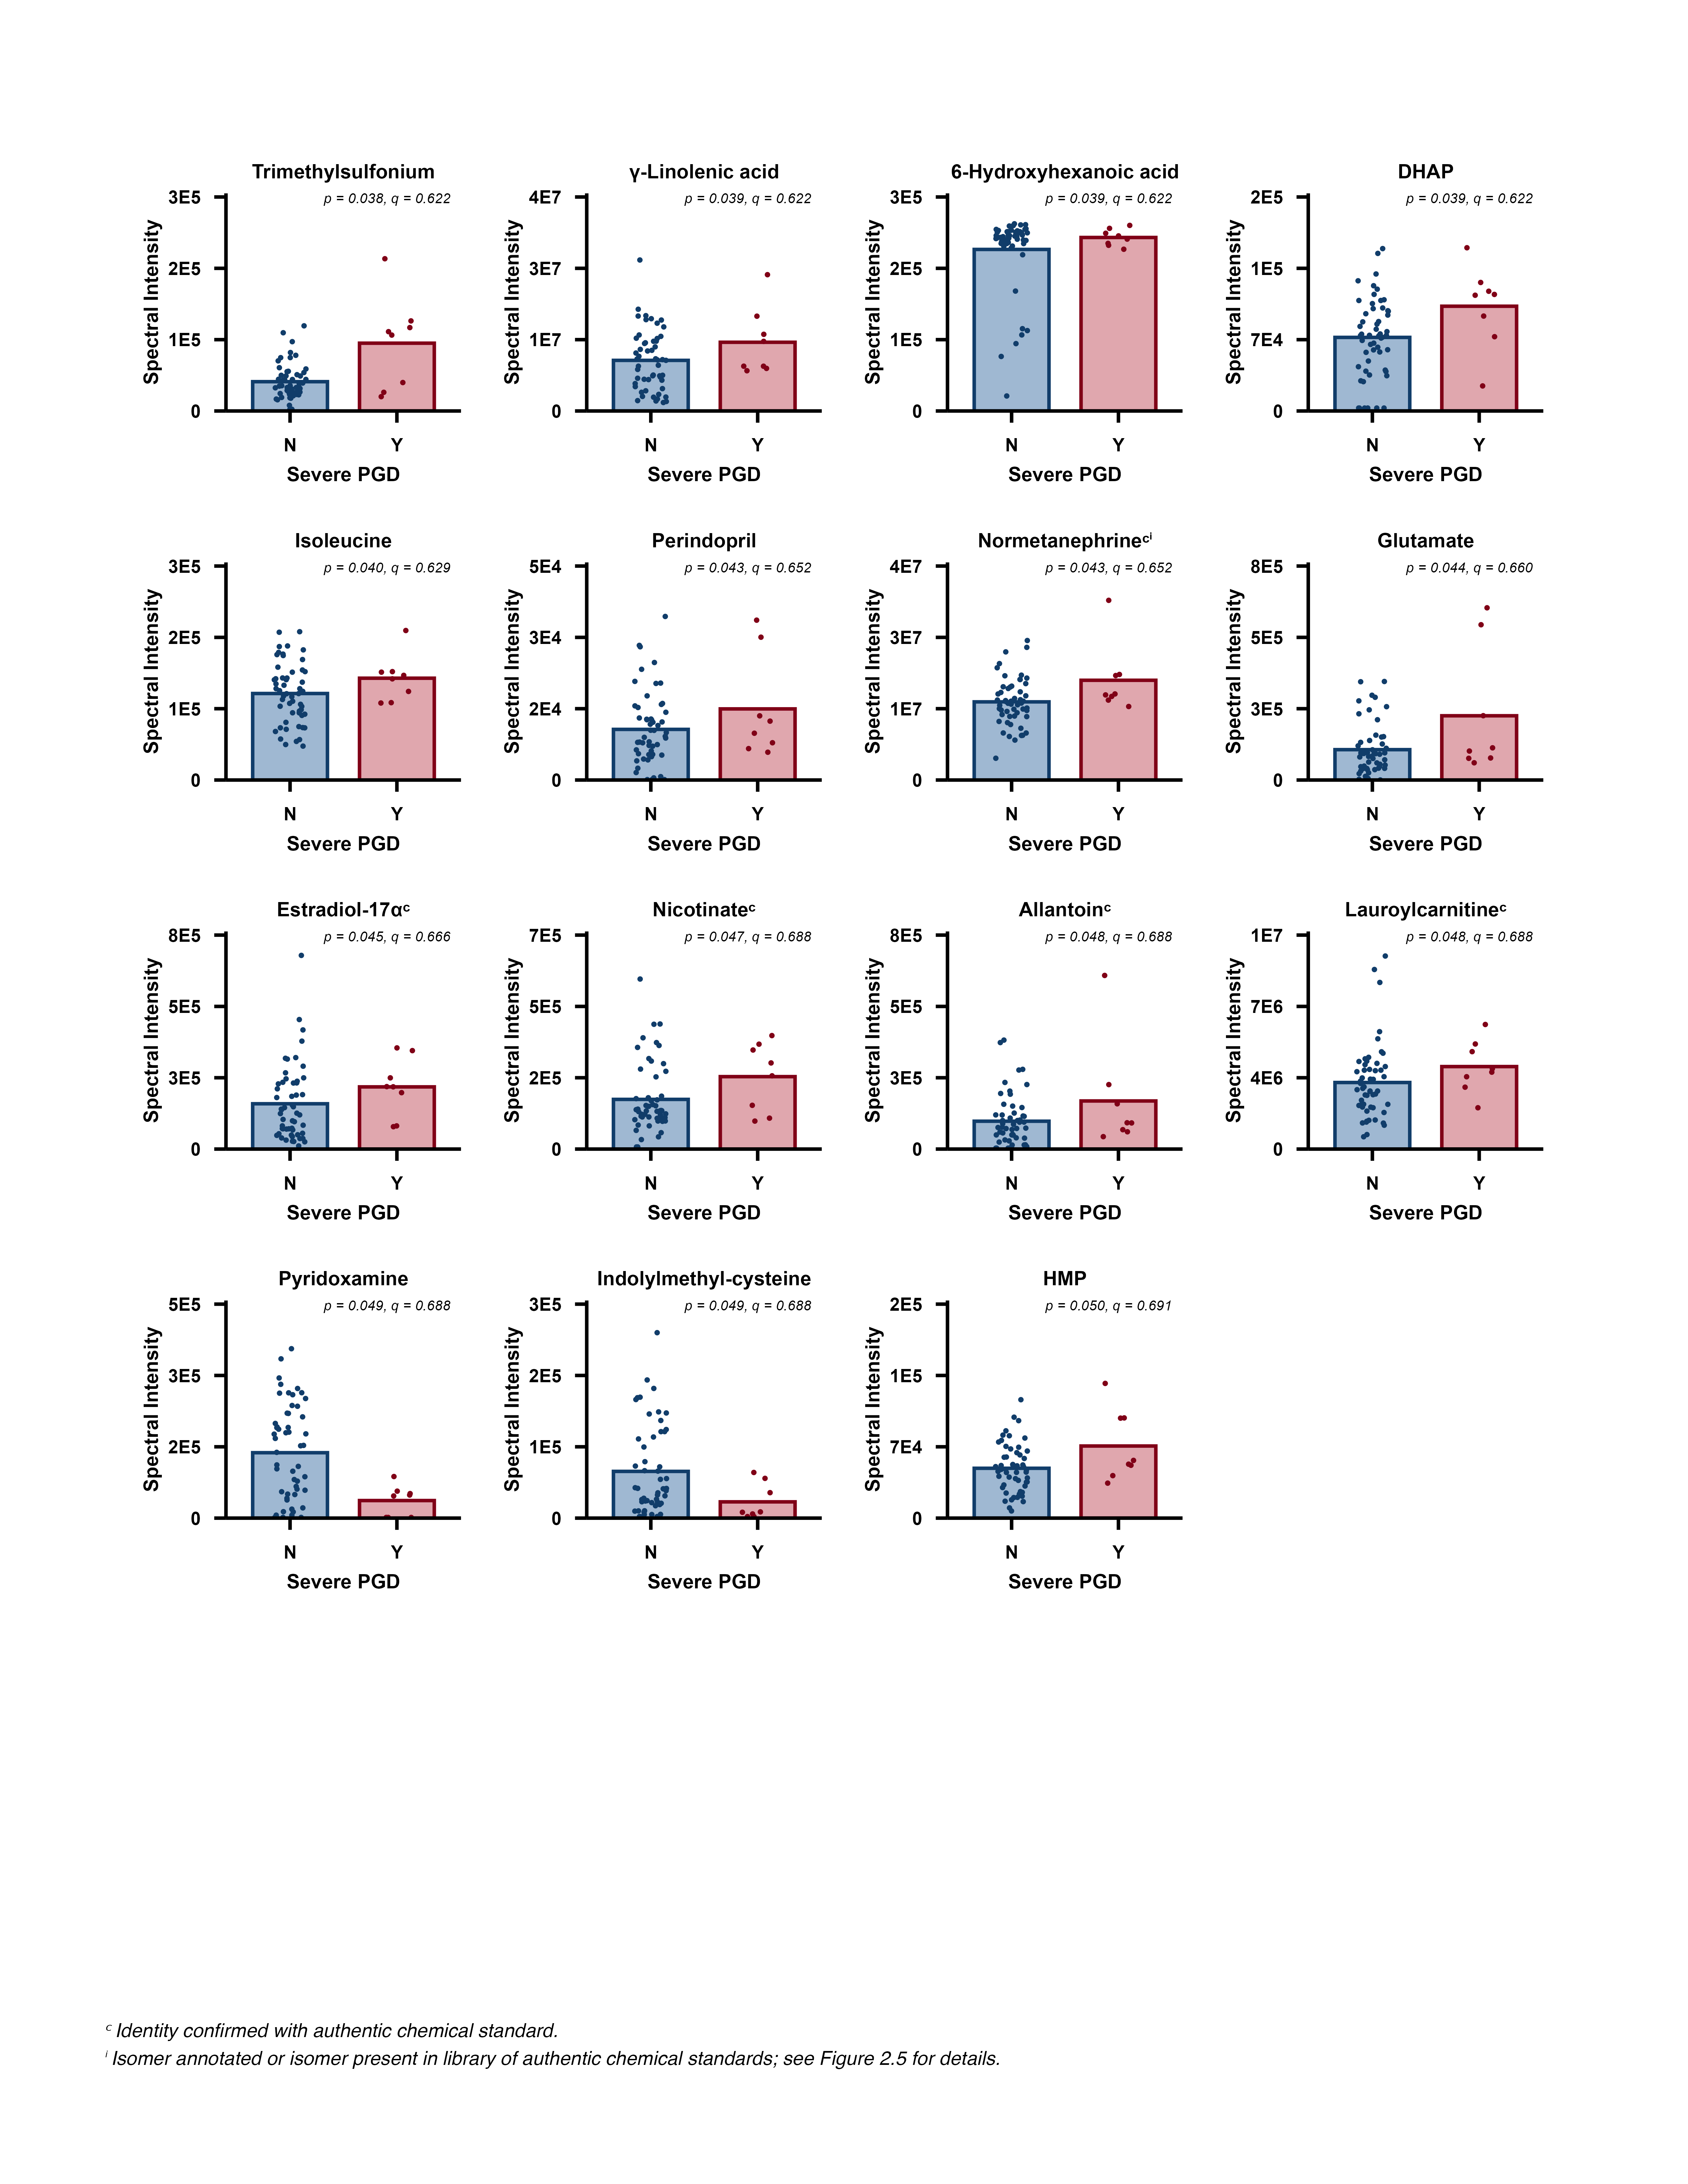 Trimethylsulfonium
p = 0.038, q = 0.622
Spectral Intensity
3E5
2E5
1E5
0
N Y
Severe PGD
γ-Linolenic acid
p = 0.039, q = 0.622
Spectral Intensity
4E7
3E7
1E7
0
N Y
Severe PGD
6-Hydroxyhexanoic acid
p = 0.039, q = 0.622
Spectral Intensity
3E5
2E5
1E5
0
N Y
Severe PGD
DHAP
p = 0.039, q = 0.622
Spectral Intensity
2E5
1E5
7E4
0
N Y
Severe PGD
Isoleucine
p = 0.040, q = 0.629
Spectral Intensity
3E5
2E5
1E5
0
N Y
Severe PGD
Perindopril
p = 0.043, q = 0.652
Spectral Intensity
5E4
3E4
2E4
0
N Y
Severe PGD
Normetanephrineᶜⁱ
p = 0.043, q = 0.652
Spectral Intensity
4E7
3E7
1E7
0
N Y
Severe PGD
Glutamate
p = 0.044, q = 0.660
Spectral Intensity
8E5
5E5
3E5
0
N Y
Severe PGD
Estradiol-17αᶜ
p = 0.045, q = 0.666
Spectral Intensity
8E5
5E5
3E5
0
N Y
Severe PGD
Nicotinateᶜ
p = 0.047, q = 0.688
Spectral Intensity
7E5
5E5
2E5
0
N Y
Severe PGD
Allantoinᶜ
p = 0.048, q = 0.688
Spectral Intensity
8E5
5E5
3E5
0
N Y
Severe PGD
Lauroylcarnitineᶜ
p = 0.048, q = 0.688
Spectral Intensity
1E7
7E6
4E6
0
N Y
Severe PGD
Pyridoxamine
p = 0.049, q = 0.688
Spectral Intensity
5E5
3E5
2E5
0
N Y
Severe PGD
Indolylmethyl-cysteine
p = 0.049, q = 0.688
Spectral Intensity
3E5
2E5
1E5
0
N Y
Severe PGD
HMP
p = 0.050, q = 0.691
Spectral Intensity
2E5
1E5
7E4
0
N Y
Severe PGD
ᶜ Identity confirmed with authentic chemical standard.
ⁱ Isomer annotated or isomer present in library of authentic chemical standards; see Figure 2.5 for details.